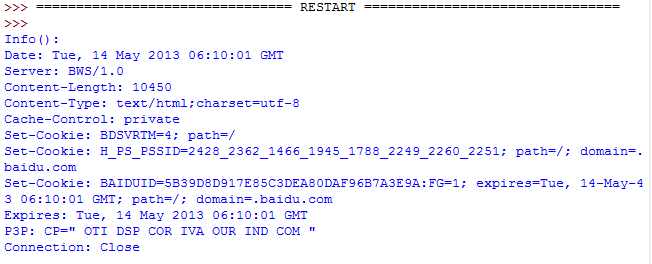 >>> ================================ RESTART ================================
>>>
Info():
Date: Tue, 14 May 2013 06:10:01 GMT
Server: BWS/1.0
Content-Length: 10450
Content-Type: text/html;charset=utf-8
Cache-Control: private
Set-Cookie: BDSVRTM=4; path=/
Set-Cookie: H_PS_PSSID=2428_2362_1466_1945_1788_2249_2260_2251; path=/; domain=.
baidu.com
Set-Cookie: BAIDUID=5B39D8D917E85C3DEA80DAF96B7A3E9A:FG=1; expires=Tue, 14-May-4
3 06:10:01 GMT; path=/; domain=.baidu.com
Expires: Tue, 14 May 2013 06:10:01 GMT
P3P: CP=" OTI DSP COR IVA OUR IND COM "
Connection: Close